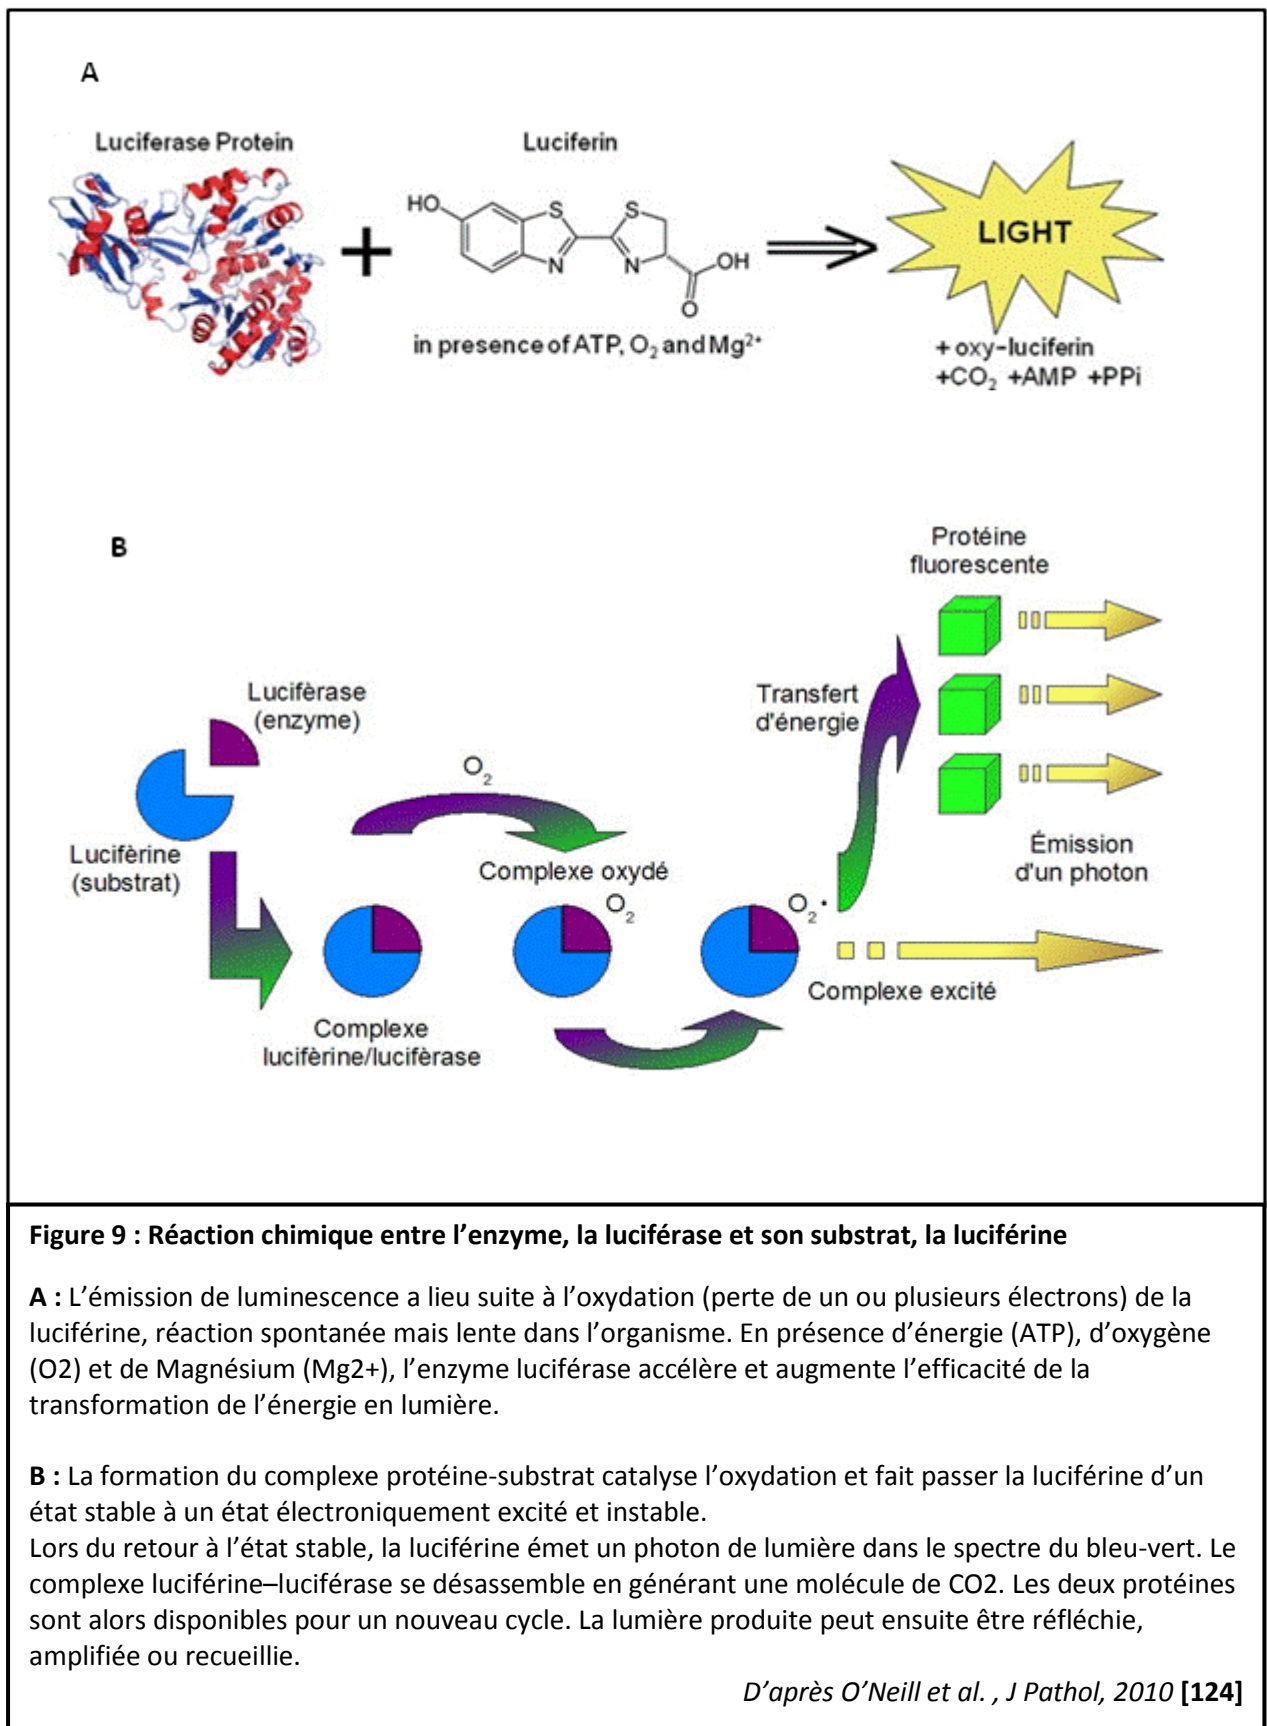 A
Luciferase Protein
Luciferin
HO
S
S
N
N
OH
O
LIGHT
in presence of ATP, O₂ and Mg²⁺
+ oxy-luciferin
+CO₂ +AMP +PPi
B
Protéine
fluorescente
Lucifèrase
(enzyme)
Transfert
d'énergie
O₂
Lucifèrine
(substrat)
Complexe oxydé
Émission
d'un photon
O₂
O₂ •
Complexe excité
Complexe
lucifèrine/lucifèrase
Figure 9 : Réaction chimique entre l’enzyme, la luciférase et son substrat, la luciférine
A : L’émission de luminescence a lieu suite à l’oxydation (perte de un ou plusieurs électrons) de la
luciférine, réaction spontanée mais lente dans l’organisme. En présence d’énergie (ATP), d’oxygène
(O2) et de Magnésium (Mg2+), l’enzyme luciférase accélère et augmente l’efficacité de la
transformation de l’énergie en lumière.
B : La formation du complexe protéine-substrat catalyse l’oxydation et fait passer la luciférine d’un
état stable à un état électroniquement excité et instable.
Lors du retour à l’état stable, la luciférine émet un photon de lumière dans le spectre du bleu-vert. Le
complexe luciférine–luciférase se désassemble en générant une molécule de CO2. Les deux protéines
sont alors disponibles pour un nouveau cycle. La lumière produite peut ensuite être réfléchie,
amplifiée ou recueillie.
D’après O’Neill et al. , J Pathol, 2010 [124]